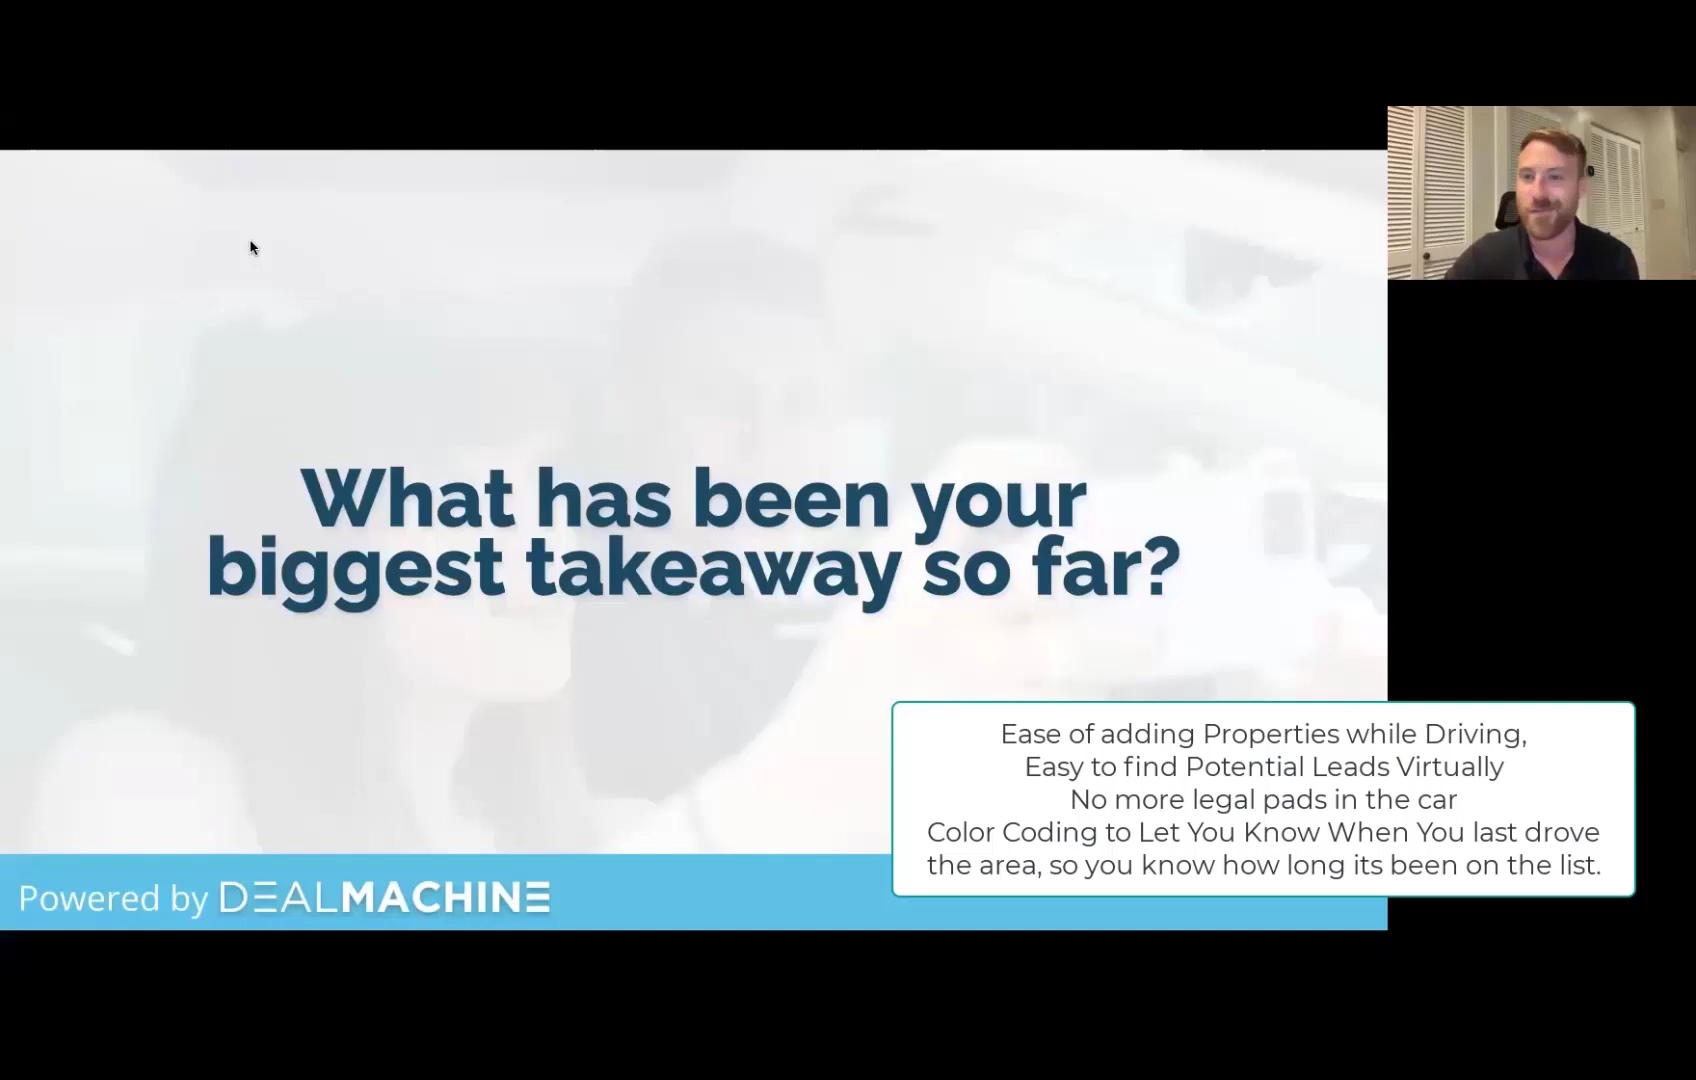 What has been your
biggest takeaway so far?
Ease of adding Properties while Driving,
Easy to find Potential Leads Virtually
No more legal pads in the car
Color Coding to Let You Know When You last drove
the area, so you know how long its been on the list.
Powered by DEALMACHINE